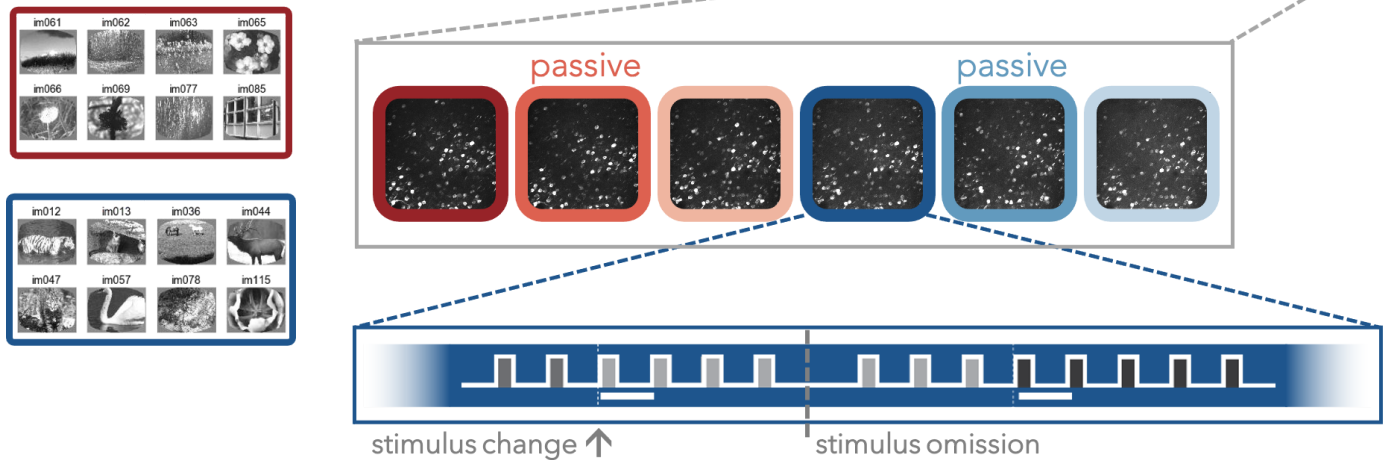 im061 im062 im063 im065
im066 im069 im077 im085
im012 im013 im036 im044
im047 im057 im078 im115
passive passive
stimulus change ↑ stimulus omission